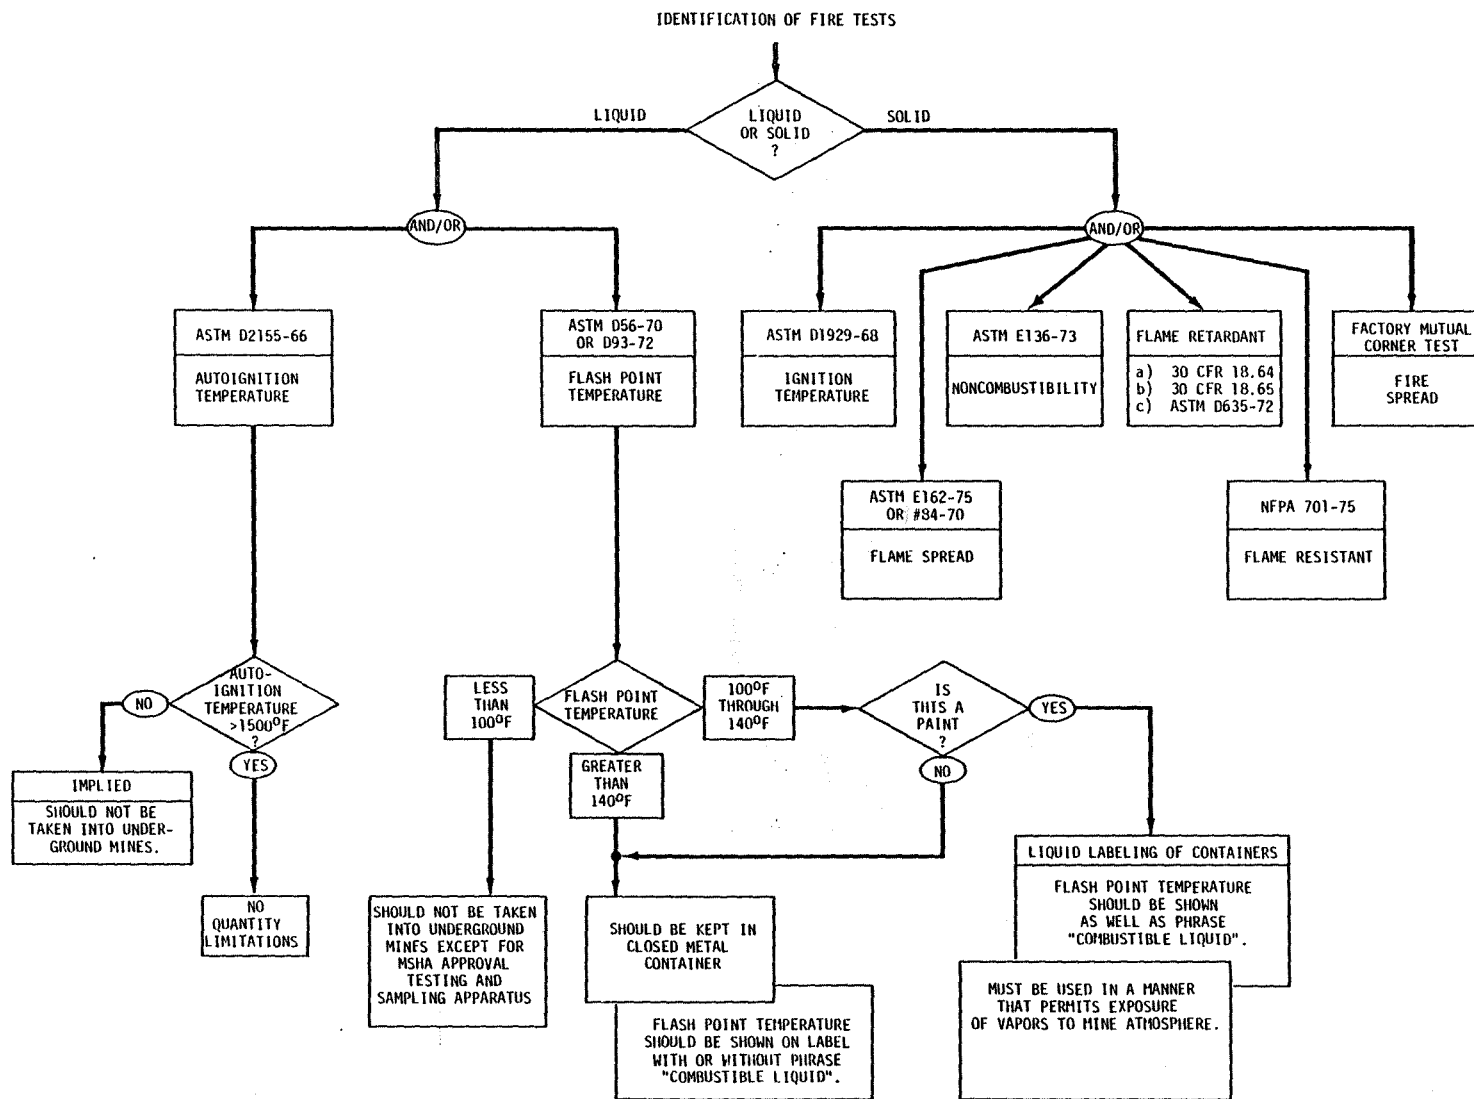 IDENTIFICATION OF FIRE TESTS
LIQUID
LIQUID
OR SOLID
?
SOLID
AND/OR
AND/OR
ASTM D2155-66
AUTOIGNITION
TEMPERATURE
ASTM D56-70
OR D93-72
FLASH POINT
TEMPERATURE
ASTM D1929-68
IGNITION
TEMPERATURE
ASTM E136-73
NONCOMBUSTIBILITY
FLAME RETARDANT
a) 30 CFR 18.64
b) 30 CFR 18.65
c) ASTM D635-72
FACTORY MUTUAL
CORNER TEST
FIRE
SPREAD
ASTM E162-75
OR #84-70
FLAME SPREAD
NFPA 701-75
FLAME RESISTANT
AUTO-
IGNITION
TEMPERATURE
>1500ºF
?
NO
YES
IMPLIED
SHOULD NOT BE
TAKEN INTO UNDER-
GROUND MINES.
NO
QUANTITY
LIMITATIONS
LESS
THAN
100ºF
FLASH POINT
TEMPERATURE
100ºF
THROUGH
140ºF
GREATER
THAN
140ºF
IS
THIS A
PAINT
?
YES
NO
SHOULD NOT BE TAKEN
INTO UNDERGROUND
MINES EXCEPT FOR
MSHA APPROVAL
TESTING AND
SAMPLING APPARATUS
SHOULD BE KEPT IN
CLOSED METAL
CONTAINER
FLASH POINT TEMPERATURE
SHOULD BE SHOWN ON LABEL
WITH OR WITHOUT PHRASE
"COMBUSTIBLE LIQUID".
LIQUID LABELING OF CONTAINERS
FLASH POINT TEMPERATURE
SHOULD BE SHOWN
AS WELL AS PHRASE
"COMBUSTIBLE LIQUID".
MUST BE USED IN A MANNER
THAT PERMITS EXPOSURE
OF VAPORS TO MINE ATMOSPHERE.